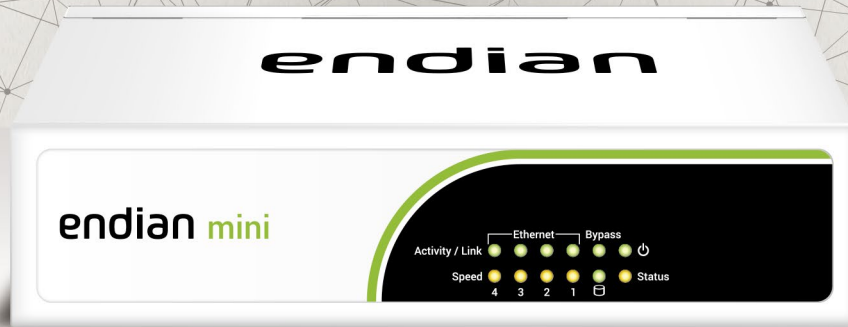 endian
endian mini
Ethernet Bypass
Activity / Link
Speed Status
4 3 2 1